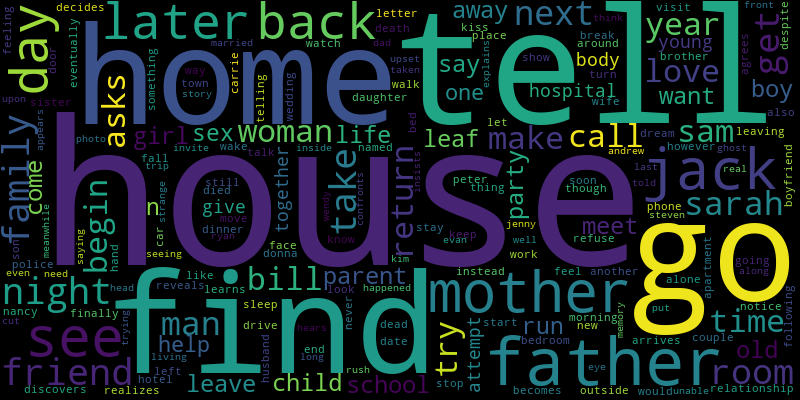 decides
letter
death
day
feeling
door
eventually
later
back
away
next
kiss
place
think
visit
front
despite
year
around
break
young
brother
get
agrees
home
tell
something
way
town
story
carrie
telling
married
dad
watch
upset
taken
walk
wedding
daughter
say
explains
show
turn
body
one
hospital
wife
love
want
boy
also
asks
upon
sister
photo
appears
girl
sex
woman
life
leaf
let
make
call
andrew
dream
sam
leaving
however
ghost
boyfriend
invite
wake
inside
talk
bed
insists
house
family
come
meanwhile
son
police
begin
n
hand
saying
fall
trip
named
together
take
return
party
peter
thing
soon
though
last
told
real
jack
sarah
strange
car
seeing
still
died
give
move
dinner
ryan
wendy
confronts
know
stay
keep
evan
jenny
well
work
meet
refuse
phone
steven
even
need
face
donna
kim
instead
feel
another
going
along
alone
apartment
go
night
nancy
finally
cut
head
trying
find
reveals
like
learns
bill
happened
look
parent
mother
put
notice
time
following
see
man
help
living
sleep
drive
hears
end
long
never
dead
date
try
attempt
start
run
morning
new
bedroom
memory
arrives
couple
friend
hotel
left
leave
husband
child
rush
school
stop
father
eye
old
room
discovers
realizes
becomes
outside
would
unable
relationship